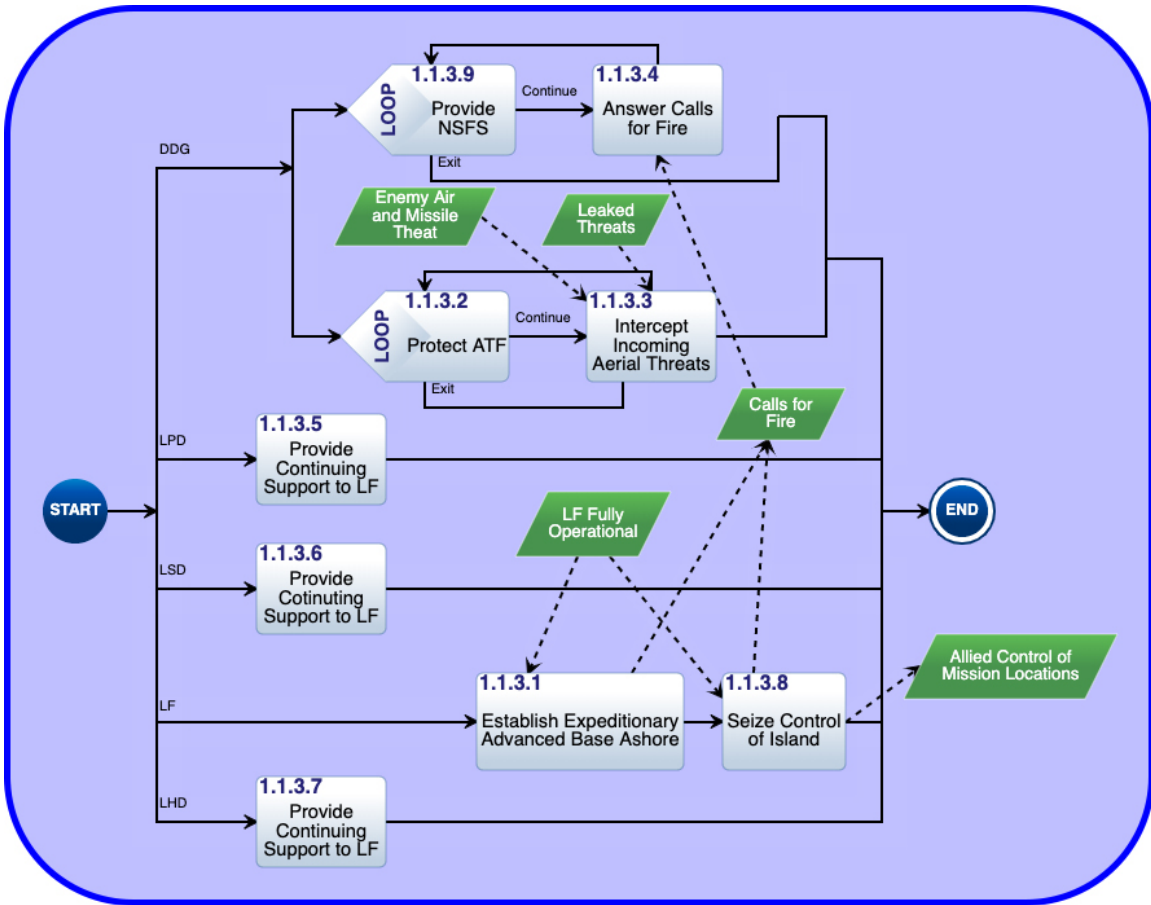 1.1.3.9
LOOP
Provide
NSFS
Continue
Exit
1.1.3.4
Answer Calls
for Fire
DDG
Enemy Air
and Missile
Theat
Leaked
Threats
1.1.3.2
LOOP
Protect ATF
Continue
Exit
1.1.3.3
Intercept
Incoming
Aerial Threats
Calls for
Fire
LPD
1.1.3.5
Provide
Continuing
Support to LF
START
LF Fully
Operational
END
LSD
1.1.3.6
Provide
Cotinuting
Support to LF
LF
1.1.3.1
Establish Expeditionary
Advanced Base Ashore
1.1.3.8
Seize Control
of Island
Allied Control of
Mission Locations
LHD
1.1.3.7
Provide
Continuing
Support to LF